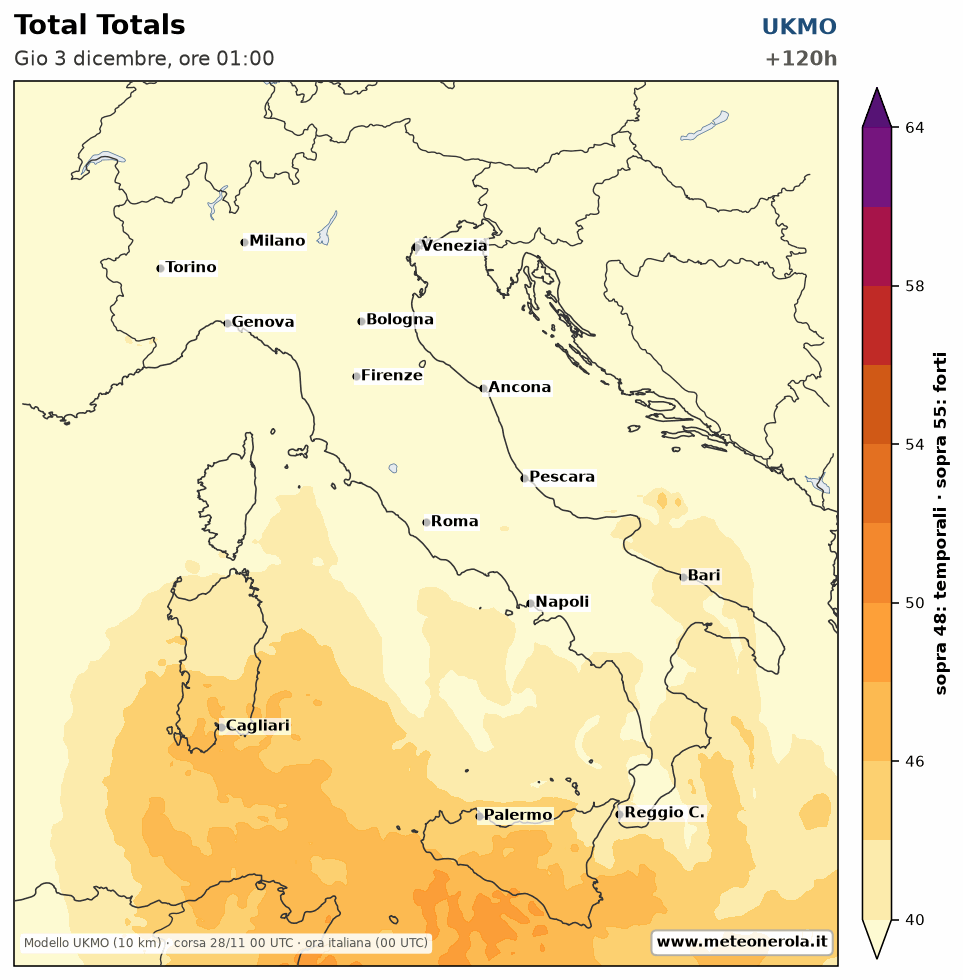 Total Totals
UKMO
Gio 3 dicembre, ore 01:00
+120h
Milano
Venezia
Torino
Genova
Bologna
Firenze
Ancona
Pescara
Roma
Bari
Napoli
Cagliari
Palermo
Reggio C.
64
58
54
50
46
40
sopra 48: temporali · sopra 55: forti
Modello UKMO (10 km) · corsa 28/11 00 UTC · ora italiana (00 UTC)
www.meteonerola.it